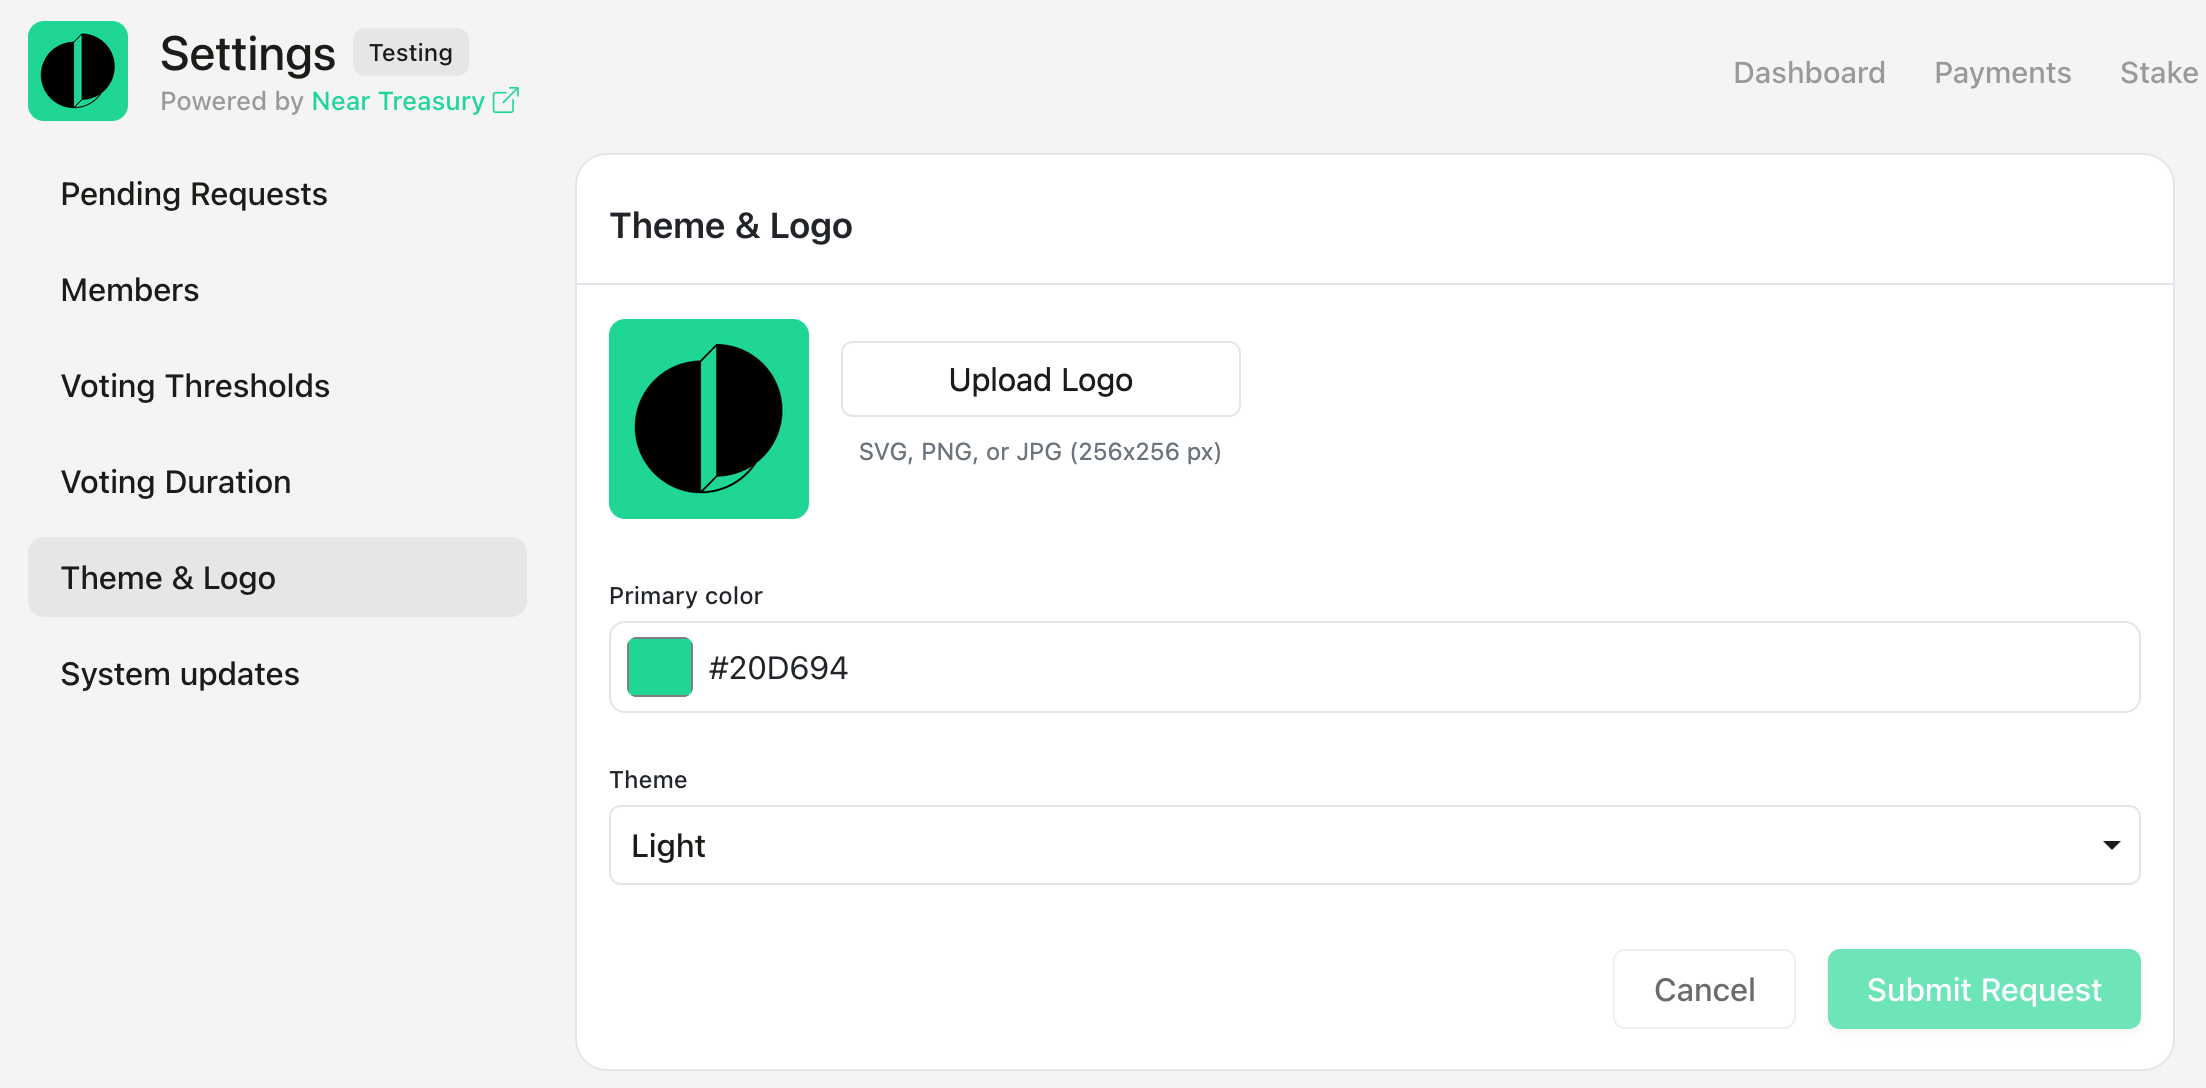 Settings Testing
Powered by Near Treasury
Dashboard Payments Stake
Pending Requests
Members
Voting Thresholds
Voting Duration
Theme & Logo
System updates
Theme & Logo
Upload Logo
SVG, PNG, or JPG (256x256 px)
Primary color
#20D694
Theme
Light
Cancel Submit Request